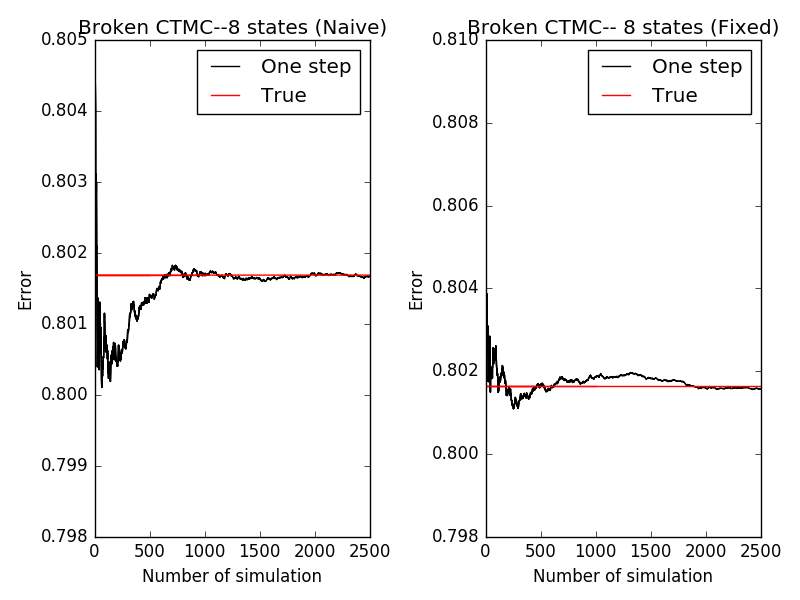 Broken CTMC--8 states (Naive)
0.805
0.804
0.803
0.802
0.801
0.800
0.799
0.798
Error
One step
True
0
500
1000
1500
2000
2500
Number of simulation
Broken CTMC-- 8 states (Fixed)
0.810
0.808
0.806
0.804
0.802
0.800
0.798
Error
One step
True
0
500
1000
1500
2000
2500
Number of simulation